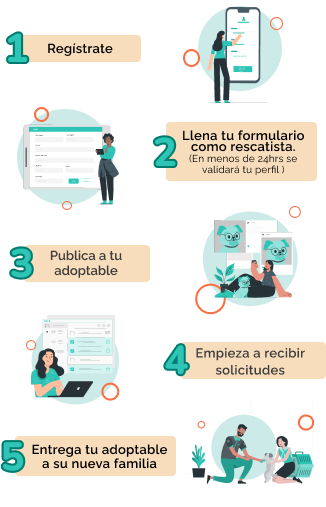 1 Regístrate
2 Llena tu formulario
como rescatista.
(En menos de 24hrs se
validará tu perfil )
3 Publica a tu
adoptable
4 Empieza a recibir
solicitudes
5 Entrega tu adoptable
a su nueva familia